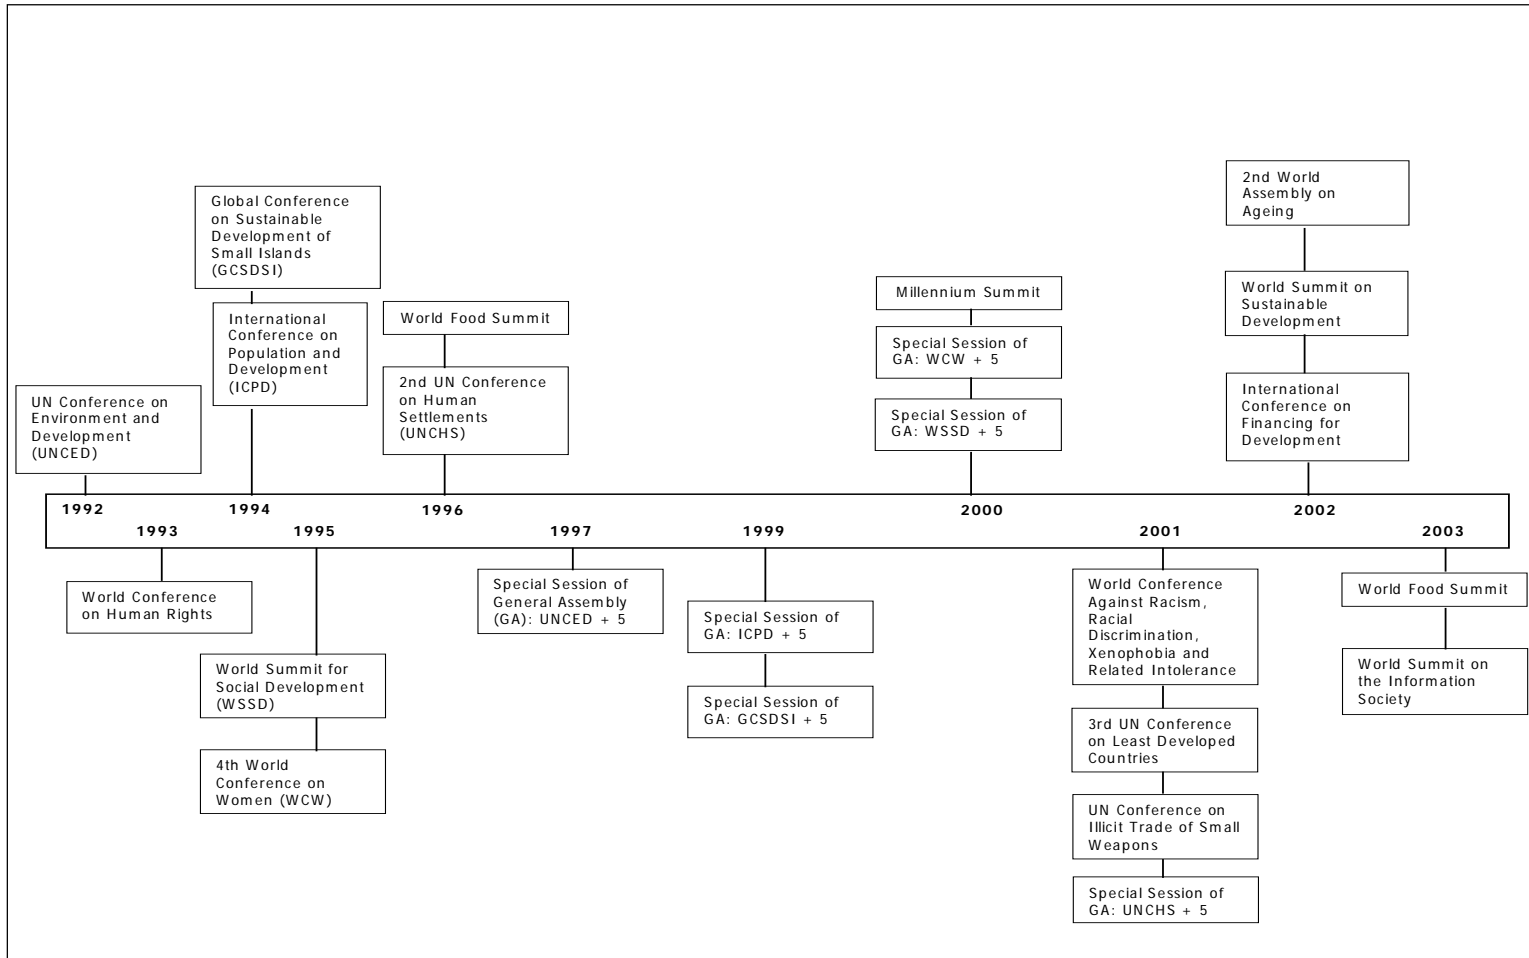 Global Conference
on Sustainable
Development of
Small Islands
(GCSDSI)
International
Conference on
Population and
Development
(ICPD)
UN Conference on
Environment and
Development
(UNCED)
World Food Summit
2nd UN Conference
on Human
Settlements
(UNCHS)
Millennium Summit
Special Session of
GA: WCW + 5
Special Session of
GA: WSSD + 5
2nd World
Assembly on
Ageing
World Summit on
Sustainable
Development
International
Conference on
Financing for
Development
1992
1993
1994
1995
1996
1997
1999
2000
2001
2002
2003
World Conference
on Human Rights
World Summit for
Social Development
(WSSD)
4th World
Conference on
Women (WCW)
Special Session of
General Assembly
(GA): UNCED + 5
Special Session of
GA: ICPD + 5
Special Session of
GA: GCSDSI + 5
World Conference
Against Racism,
Racial
Discrimination,
Xenophobia and
Related Intolerance
3rd UN Conference
on Least Developed
Countries
UN Conference on
Illicit Trade of Small
Weapons
Special Session of
GA: UNCHS + 5
World Food Summit
World Summit on
the Information
Society